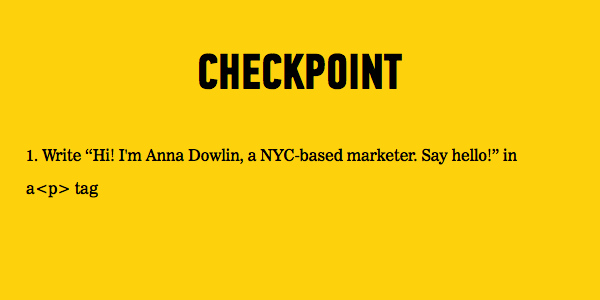 CHECKPOINT
1. Write “Hi! I'm Anna Dowlin, a NYC-based marketer. Say hello!” in
a<p> tag